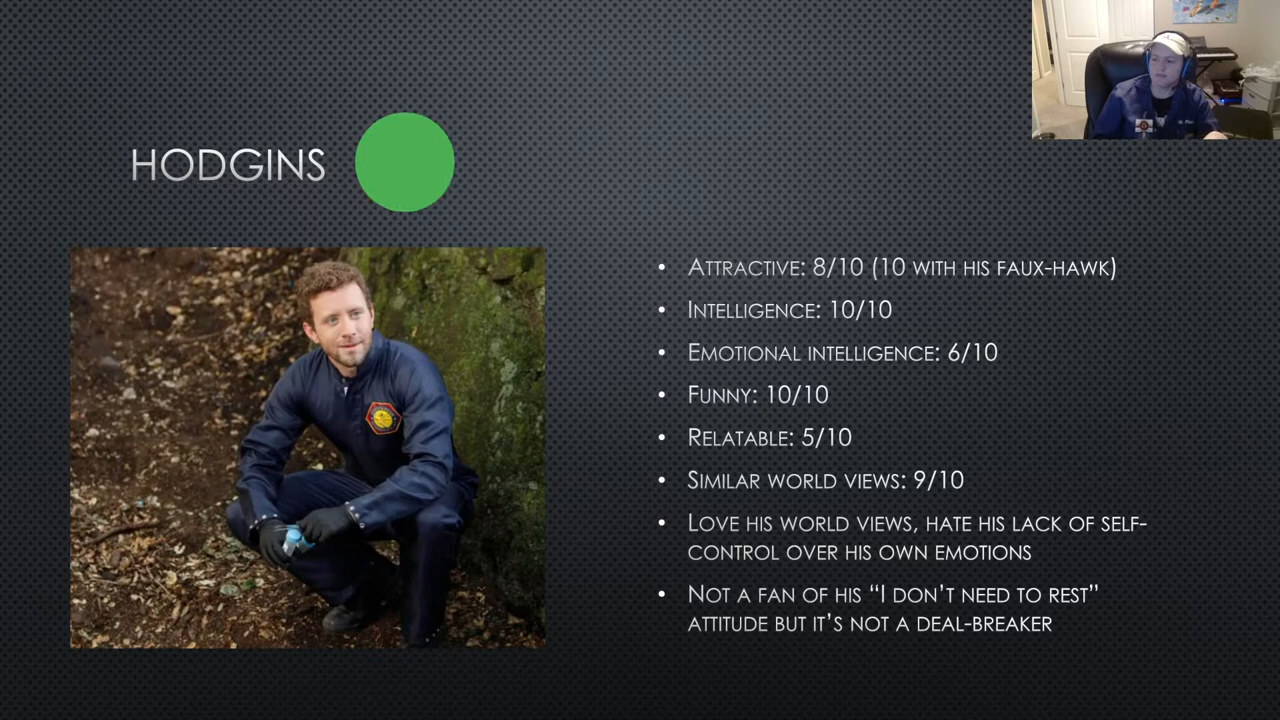 HODGINS
• ATTRACTIVE: 8/10 (10 WITH HIS FAUX-HAWK)
• INTELLIGENCE: 10/10
• EMOTIONAL INTELLIGENCE: 6/10
• FUNNY: 10/10
• RELATABLE: 5/10
• SIMILAR WORLD VIEWS: 9/10
• LOVE HIS WORLD VIEWS, HATE HIS LACK OF SELF-
CONTROL OVER HIS OWN EMOTIONS
• NOT A FAN OF HIS “I DON’T NEED TO REST”
ATTITUDE BUT IT’S NOT A DEAL-BREAKER